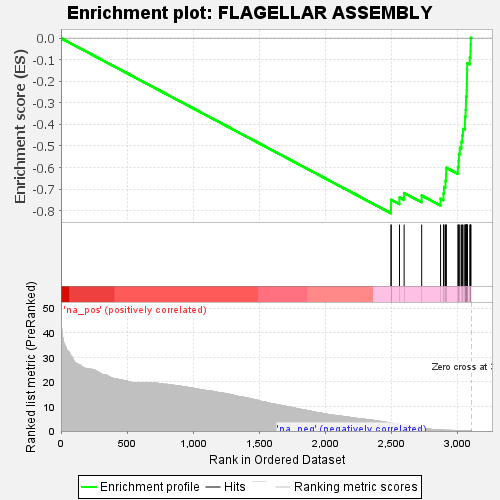 Enrichment plot: FLAGELLAR ASSEMBLY
Enrichment score (ES)
0.0
-0.1
-0.2
-0.3
-0.4
-0.5
-0.6
-0.7
-0.8
'na_pos' (positively correlated)
Ranked list metric (PreRanked)
50
40
30
20
10
0
Zero cross at
'na_neg' (negatively correlated)
0
500
1,000
1,500
2,000
2,500
3,000
Rank in Ordered Dataset
Enrichment profile
Hits
Ranking metric scores